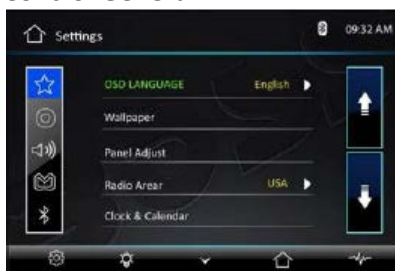 Settings
09:32 AM
OSD LANGUAGE English
Wallpaper
Panel Adjust
Radio Arear USA
Clock & Calendar